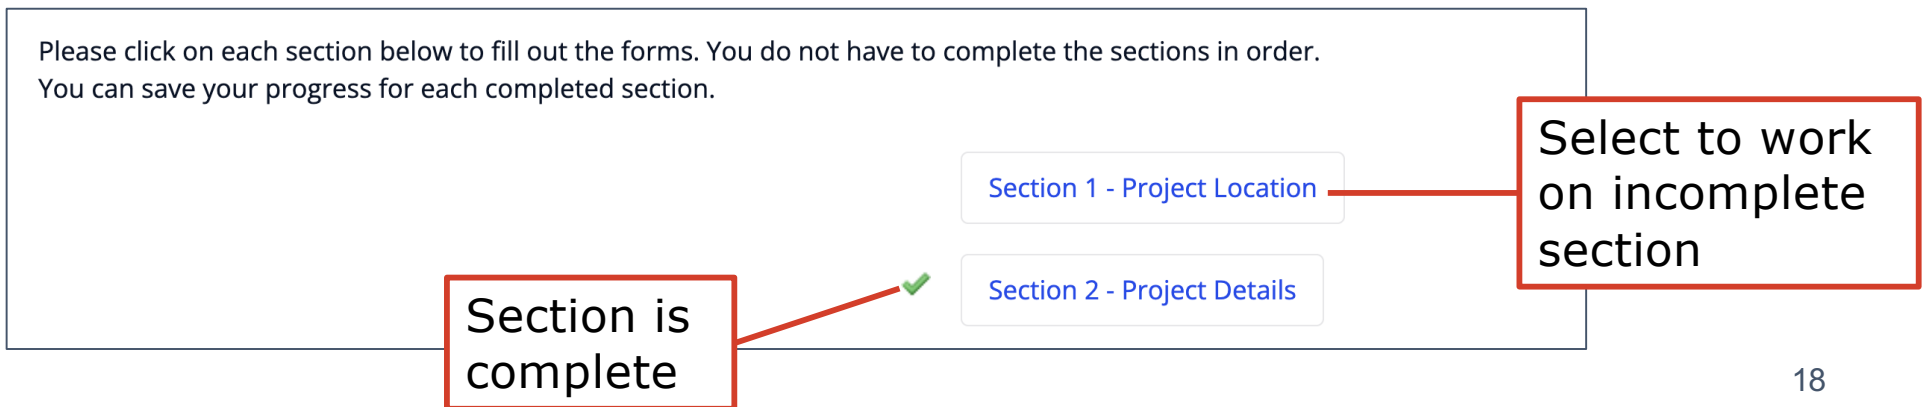 Please click on each section below to fill out the forms. You do not have to complete the sections in order.
You can save your progress for each completed section.
Section 1 - Project Location
Select to work
on incomplete
section
Section 2 - Project Details
Section is
complete
18